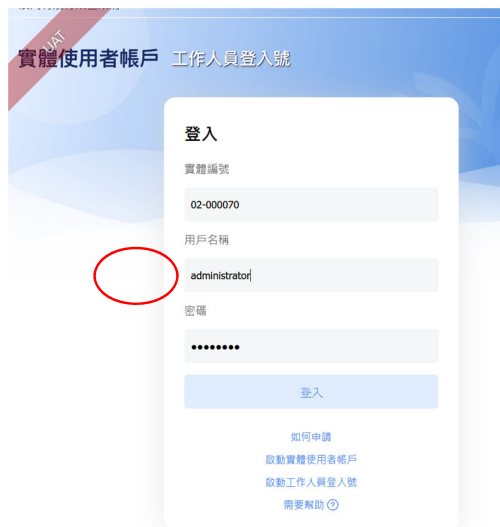 UAT
實體使用者帳戶 工作人員登入號
登入
實體編號
02-000070
用戶名稱
administrator
密碼
••••••••
登入
如何申請
啟動實體使用者帳戶
啟動工作人員登入號
需要幫助 ?